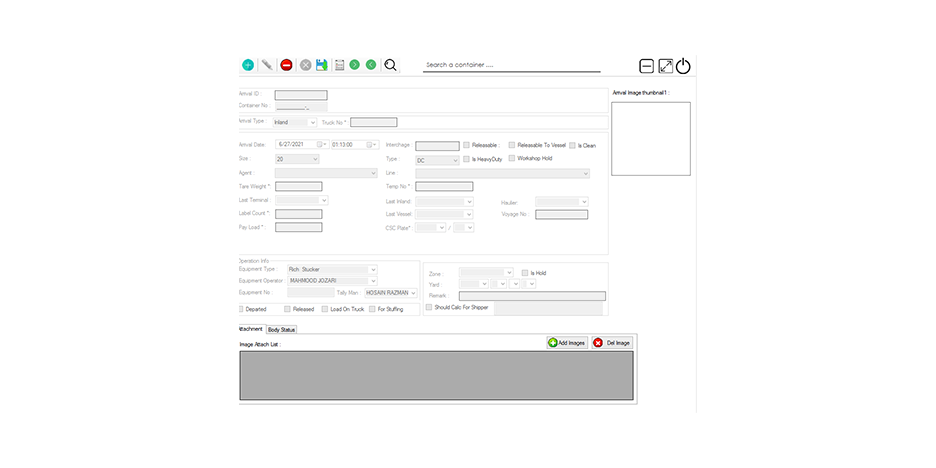 Search a container ....
Arrival ID :
Arrival Image thumbnail1 :
Container No :
Arrival Type : Inland Truck No *
Arrival Date: 6/27/2021 01:13:00 Interchage : Releasable : Releasable To Vessel Is Clean
Size : 20 Type : DC Is HeavyDuty Workshop Hold
Agent : Line :
Tare Weight * Temp No *
Last Terminal : Last Inland: Haulier:
Label Count * Last Vessel: Voyage No :
Pay Load * CSC Plate* /
Operation Info
Equipment Type : Rich Stucker Zone : Is Hold
Equipment Operator MAHMOOD JOZARI Yard :
Equipment No : Tally Man : HOSAIN RAZMAN Remark :
Departed Released Load On Truck For Stuffing Should Calc For Shipper
Attachment Body Status
Image Attach List : Add Images Del Image